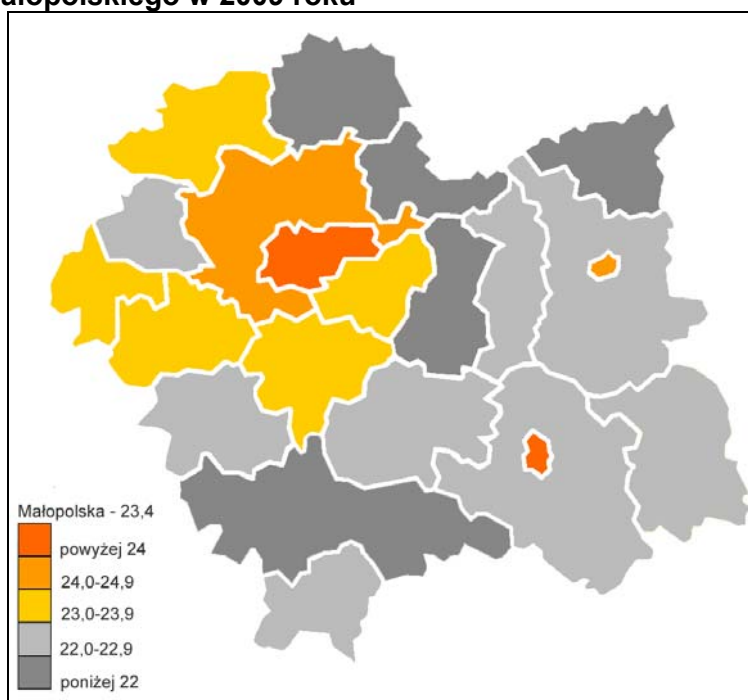 ałopolskiego w 2005 roku
Małopolska - 23,4
powyżej 24
24,0-24,9
23,0-23,9
22,0-22,9
poniżej 22